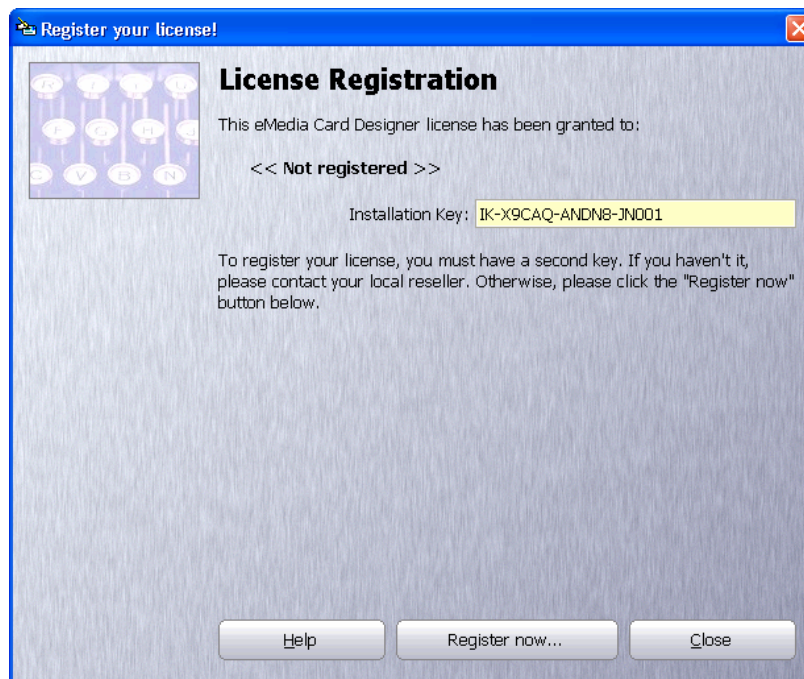 Register your license!
License Registration
This eMedia Card Designer license has been granted to:
<< Not registered >>
Installation Key: IK-X9CAQ-ANDN8-JN001
To register your license, you must have a second key. If you haven't it,
please contact your local reseller. Otherwise, please click the "Register now"
button below.
R T U
F G H J
C V B N
Help Register now... Close